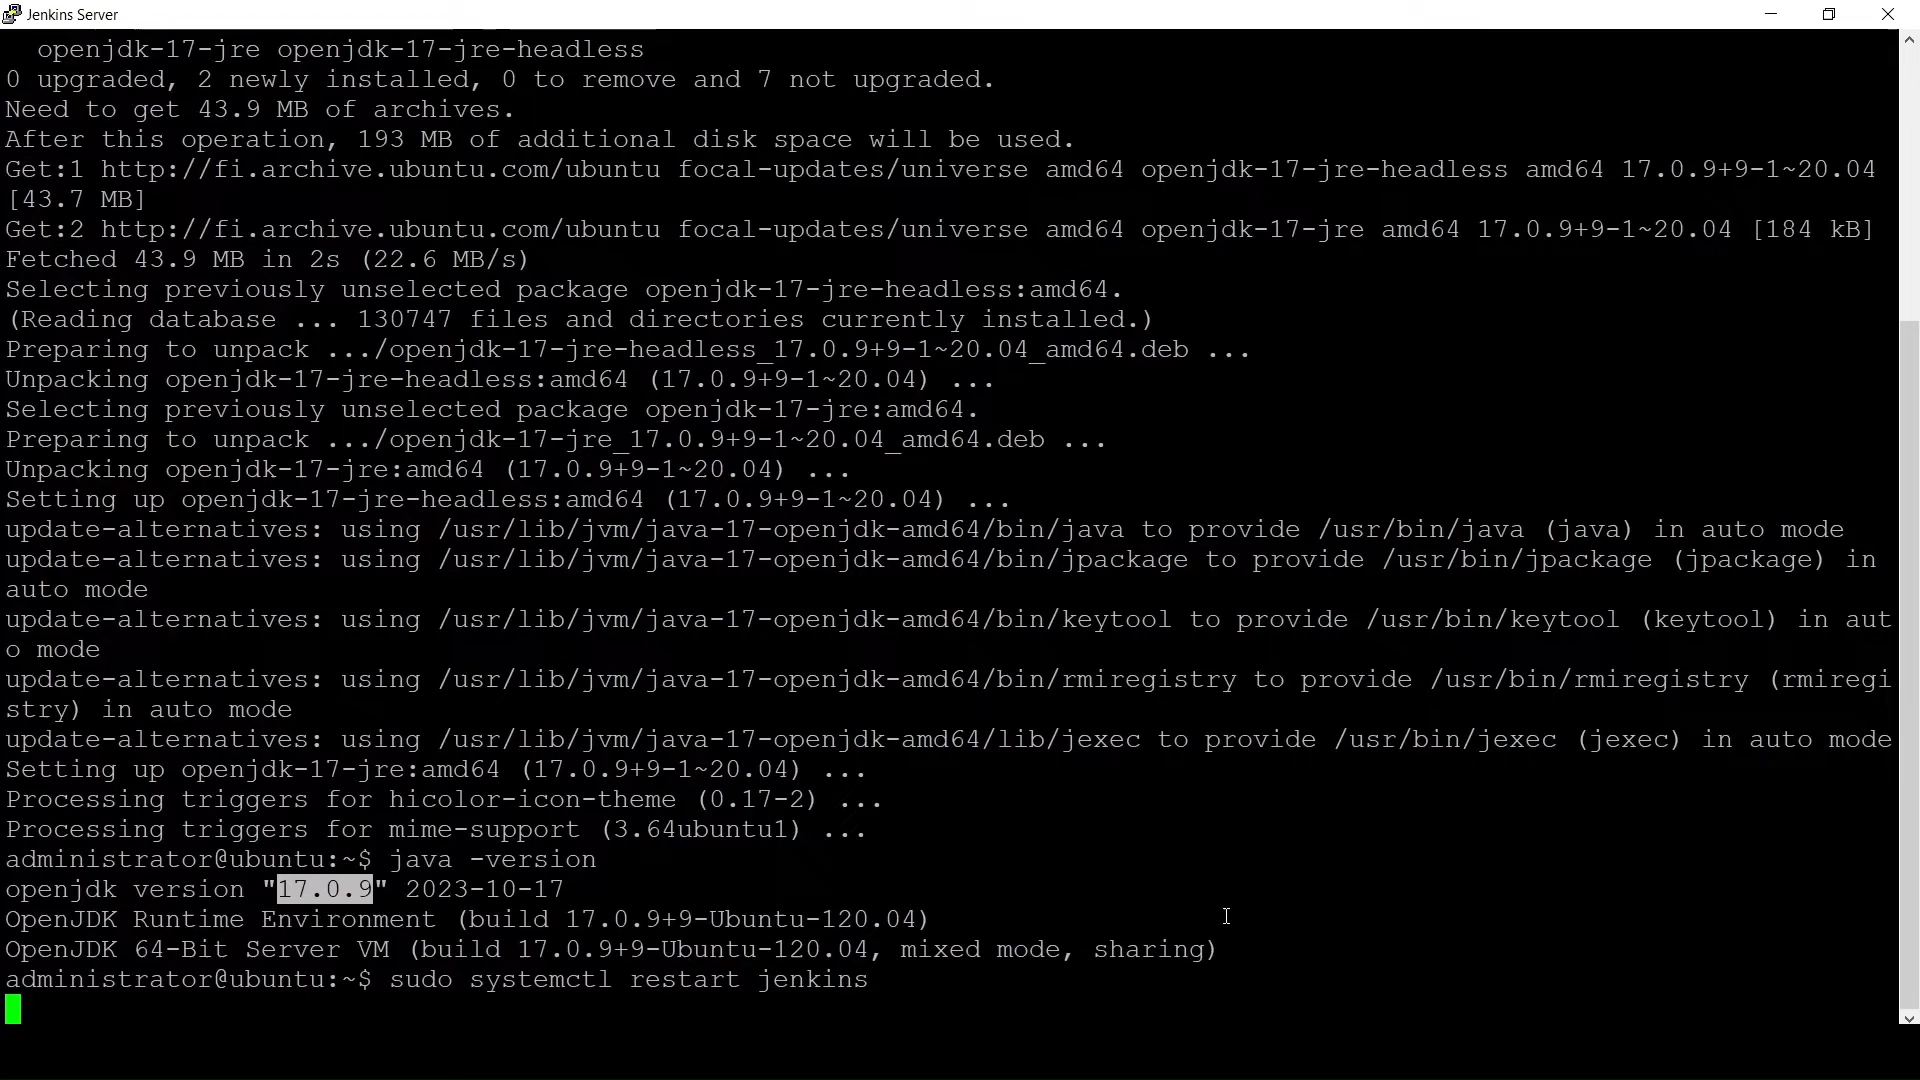 Jenkins Server
openjdk-17-jre openjdk-17-jre-headless
0 upgraded, 2 newly installed, 0 to remove and 7 not upgraded.
Need to get 43.9 MB of archives.
After this operation, 193 MB of additional disk space will be used.
Get:1 http://fi.archive.ubuntu.com/ubuntu focal-updates/universe amd64 openjdk-17-jre-headless amd64 17.0.9+9-1~20.04
[43.7 MB]
Get:2 http://fi.archive.ubuntu.com/ubuntu focal-updates/universe amd64 openjdk-17-jre amd64 17.0.9+9-1~20.04 [184 kB]
Fetched 43.9 MB in 2s (22.6 MB/s)
Selecting previously unselected package openjdk-17-jre-headless:amd64.
(Reading database ... 130747 files and directories currently installed.)
Preparing to unpack .../openjdk-17-jre-headless_17.0.9+9-1~20.04_amd64.deb ...
Unpacking openjdk-17-jre-headless:amd64 (17.0.9+9-1~20.04) ...
Selecting previously unselected package openjdk-17-jre:amd64.
Preparing to unpack .../openjdk-17-jre_17.0.9+9-1~20.04_amd64.deb ...
Unpacking openjdk-17-jre:amd64 (17.0.9+9-1~20.04) ...
Setting up openjdk-17-jre-headless:amd64 (17.0.9+9-1~20.04) ...
update-alternatives: using /usr/lib/jvm/java-17-openjdk-amd64/bin/java to provide /usr/bin/java (java) in auto mode
update-alternatives: using /usr/lib/jvm/java-17-openjdk-amd64/bin/jpackage to provide /usr/bin/jpackage (jpackage) in
auto mode
update-alternatives: using /usr/lib/jvm/java-17-openjdk-amd64/bin/keytool to provide /usr/bin/keytool (keytool) in aut
o mode
update-alternatives: using /usr/lib/jvm/java-17-openjdk-amd64/bin/rmiregistry to provide /usr/bin/rmiregistry (rmiregi
stry) in auto mode
update-alternatives: using /usr/lib/jvm/java-17-openjdk-amd64/lib/jexec to provide /usr/bin/jexec (jexec) in auto mode
Setting up openjdk-17-jre:amd64 (17.0.9+9-1~20.04) ...
Processing triggers for hicolor-icon-theme (0.17-2) ...
Processing triggers for mime-support (3.64ubuntu1) ...
administrator@ubuntu:~$ java -version
openjdk version "17.0.9" 2023-10-17
OpenJDK Runtime Environment (build 17.0.9+9-Ubuntu-120.04)
OpenJDK 64-Bit Server VM (build 17.0.9+9-Ubuntu-120.04, mixed mode, sharing)
administrator@ubuntu:~$ sudo systemctl restart jenkins